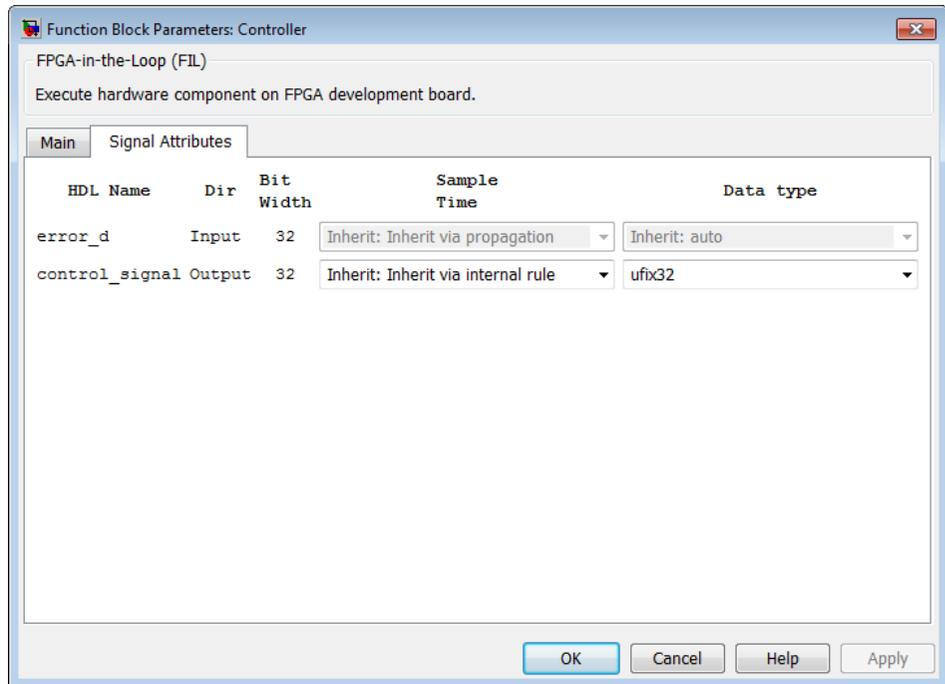 Function Block Parameters: Controller
FPGA-in-the-Loop (FIL)
Execute hardware component on FPGA development board.
Main Signal Attributes
HDL Name Dir Bit Width Sample Time Data type
error_d Input 32 Inherit: Inherit via propagation Inherit: auto
control_signal Output 32 Inherit: Inherit via internal rule ufix32
OK Cancel Help Apply